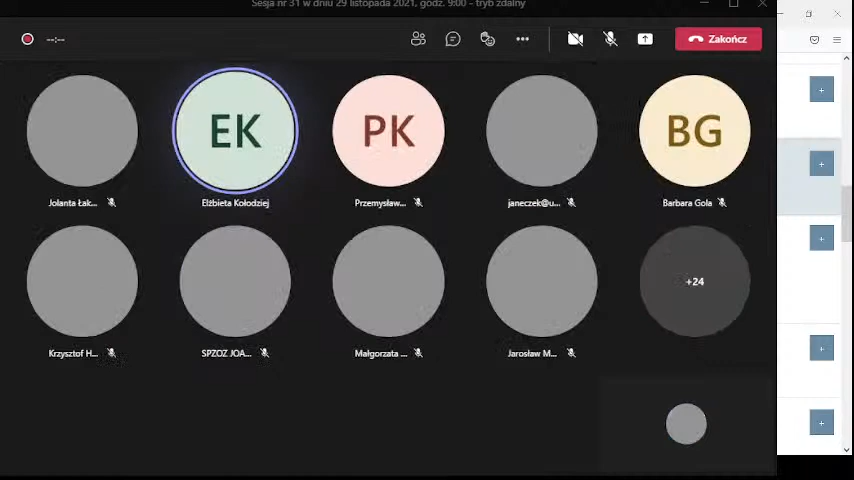 Sesja nr 31 w dniu 29 listopada 2021, godz. 9:00 - tryb zdalny
--:--
Zakończ
EK
PK
BG
Jolanta Łak...
Elżbieta Kołodziej
Przemysław...
janeczek@u...
Barbara Gola
+24
Krzysztof H...
SPZOZ JOA...
Małgorzata ...
Jarosław M...